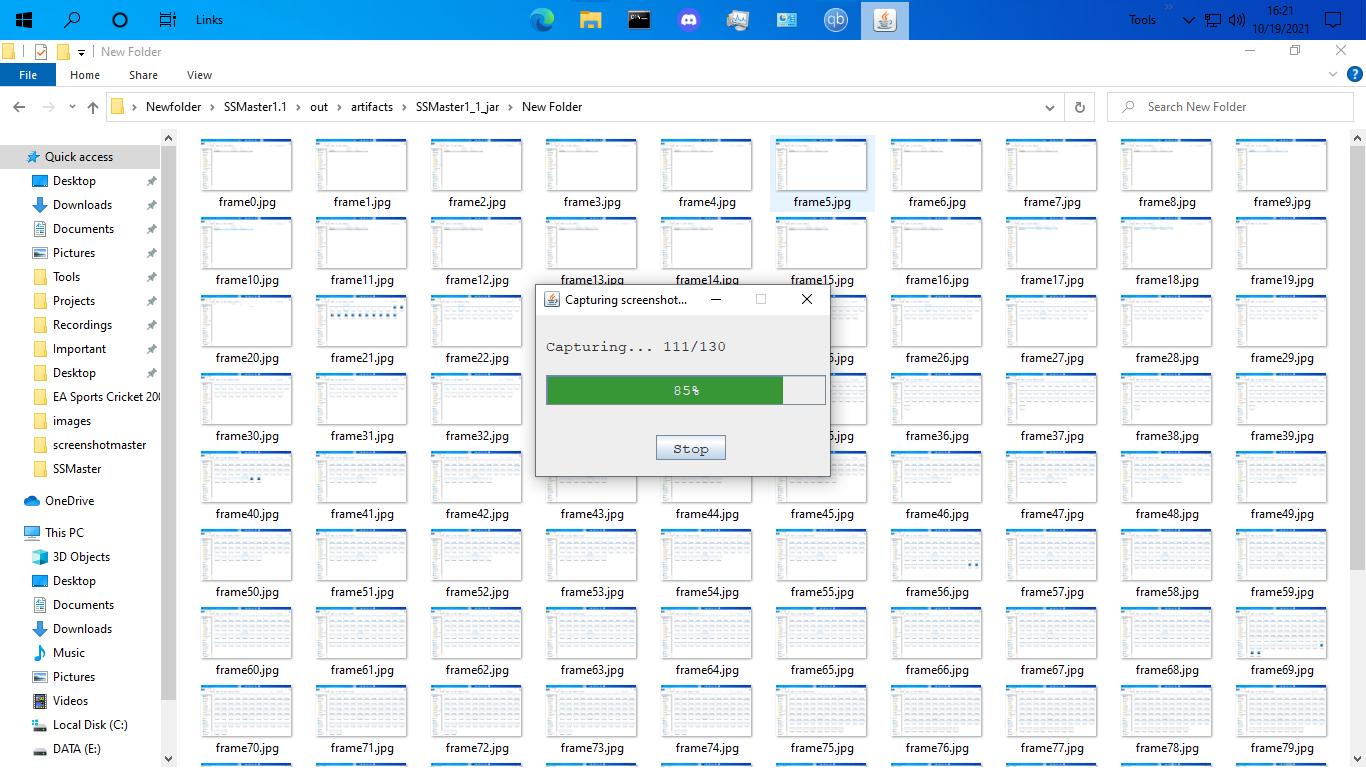 Links
Tools
16:21
10/19/2021
New Folder
File Home Share View
Newfolder SSMaster1.1 out artifacts SSMaster1_1_jar New Folder
Search New Folder
Quick access
Desktop
Downloads
Documents
Pictures
Tools
Projects
Recordings
Important
Desktop
EA Sports Cricket 200
images
screenshotmaster
SSMaster
OneDrive
This PC
3D Objects
Desktop
Documents
Downloads
Music
Pictures
Videos
Local Disk (C:)
DATA (E:)
frame0.jpg frame1.jpg frame2.jpg frame3.jpg frame4.jpg frame5.jpg frame6.jpg frame7.jpg frame8.jpg frame9.jpg
frame10.jpg frame11.jpg frame12.jpg frame13.jpg frame14.jpg frame15.jpg frame16.jpg frame17.jpg frame18.jpg frame19.jpg
frame20.jpg frame21.jpg frame22.jpg frame26.jpg frame27.jpg frame28.jpg frame29.jpg
frame30.jpg frame31.jpg frame32.jpg frame36.jpg frame37.jpg frame38.jpg frame39.jpg
frame40.jpg frame41.jpg frame42.jpg frame43.jpg frame44.jpg frame45.jpg frame46.jpg frame47.jpg frame48.jpg frame49.jpg
frame50.jpg frame51.jpg frame52.jpg frame53.jpg frame54.jpg frame55.jpg frame56.jpg frame57.jpg frame58.jpg frame59.jpg
frame60.jpg frame61.jpg frame62.jpg frame63.jpg frame64.jpg frame65.jpg frame66.jpg frame67.jpg frame68.jpg frame69.jpg
frame70.jpg frame71.jpg frame72.jpg frame73.jpg frame74.jpg frame75.jpg frame76.jpg frame77.jpg frame78.jpg frame79.jpg
Capturing screenshot...
Capturing... 111/130
85%
Stop